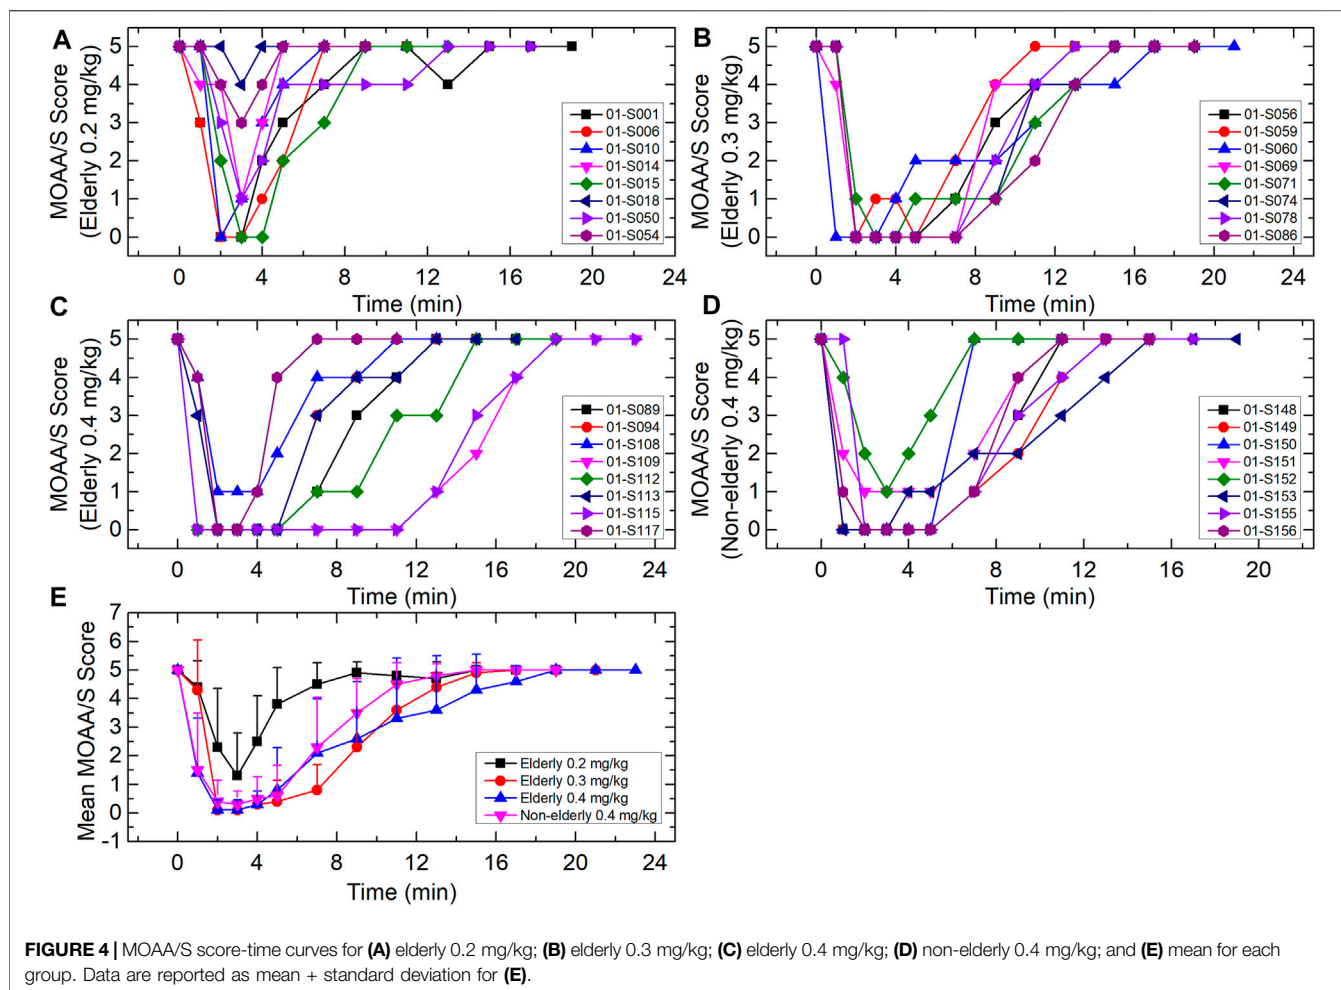 A
MOAA/S Score
(Elderly 0.2 mg/kg)
5
4
3
2
1
0
01-S001
01-S006
01-S010
01-S014
01-S015
01-S018
01-S050
01-S054
0 4 8 12 16 20 24
Time (min)
B
MOAA/S Score
(Elderly 0.3 mg/kg)
5
4
3
2
1
0
01-S056
01-S059
01-S060
01-S069
01-S071
01-S074
01-S078
01-S086
0 4 8 12 16 20 24
Time (min)
C
MOAA/S Score
(Elderly 0.4 mg/kg)
5
4
3
2
1
0
01-S089
01-S094
01-S108
01-S109
01-S112
01-S113
01-S115
01-S117
0 4 8 12 16 20 24
Time (min)
D
MOAA/S Score
(Non-elderly 0.4 mg/kg)
5
4
3
2
1
0
01-S148
01-S149
01-S150
01-S151
01-S152
01-S153
01-S155
01-S156
0 4 8 12 16 20
Time (min)
E
Mean MOAA/S Score
7
6
5
4
3
2
1
0
-1
Elderly 0.2 mg/kg
Elderly 0.3 mg/kg
Elderly 0.4 mg/kg
Non-elderly 0.4 mg/kg
0 4 8 12 16 20 24
Time (min)
FIGURE 4 | MOAA/S score-time curves for (A) elderly 0.2 mg/kg; (B) elderly 0.3 mg/kg; (C) elderly 0.4 mg/kg; (D) non-elderly 0.4 mg/kg; and (E) mean for each
group. Data are reported as mean + standard deviation for (E).